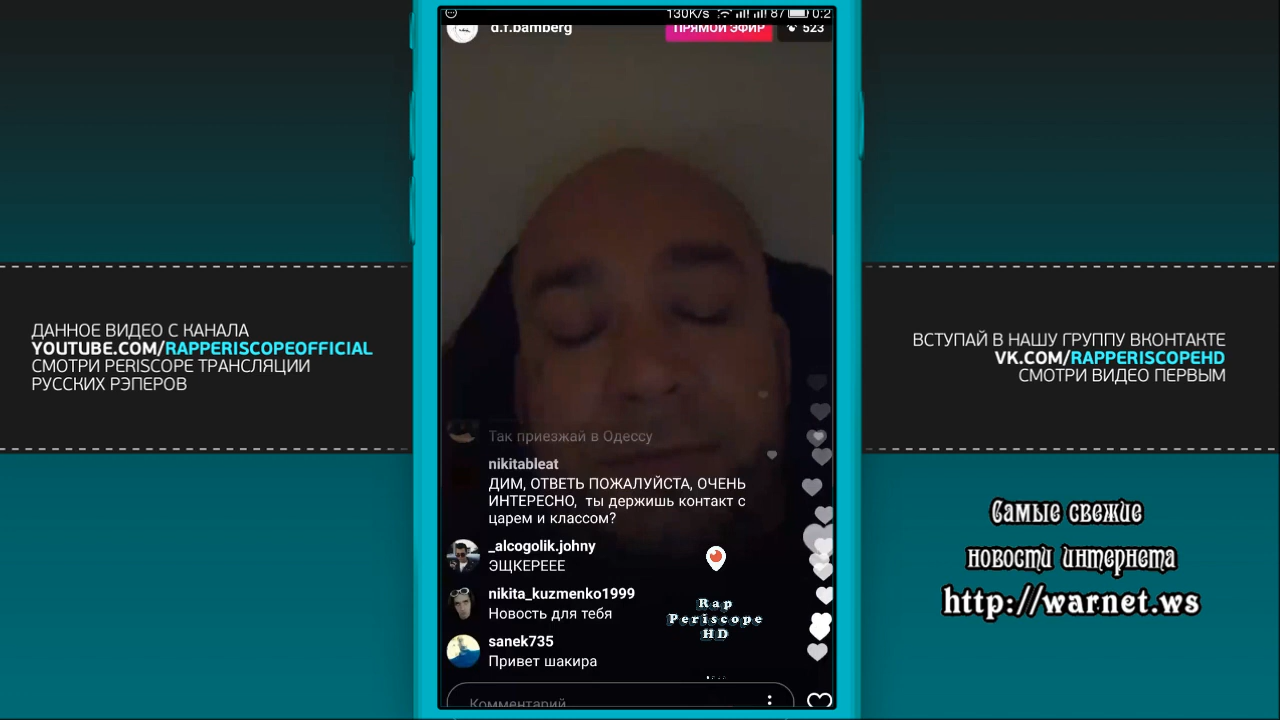 130K/s 87 0:2
d.f.bamberg
ПРЯМОЙ ЭФИР
523
ДАННОЕ ВИДЕО С КАНАЛА
YOUTUBE.COM/RAPPERISCOPEOFFICIAL
СМОТРИ PERISCOPE ТРАНСЛЯЦИИ
РУССКИХ РЭПЕРОВ
Так приезжай в Одессу
nikitableat
ДИМ, ОТВЕТЬ ПОЖАЛУЙСТА, ОЧЕНЬ
ИНТЕРЕСНО, ты держишь контакт с
царем и классом?
_alcogolik.johny
ЭЩКЕРЕЕЕ
nikita_kuzmenko1999
Новость для тебя
sanek735
Привет шакира
Комментарий
Rap
Periscope
HD
ВСТУПАЙ В НАШУ ГРУППУ ВКОНТАКТЕ
VK.COM/RAPPERISCOPEHD
СМОТРИ ВИДЕО ПЕРВЫМ
Самые свежие
новости интернета
http://warnet.ws